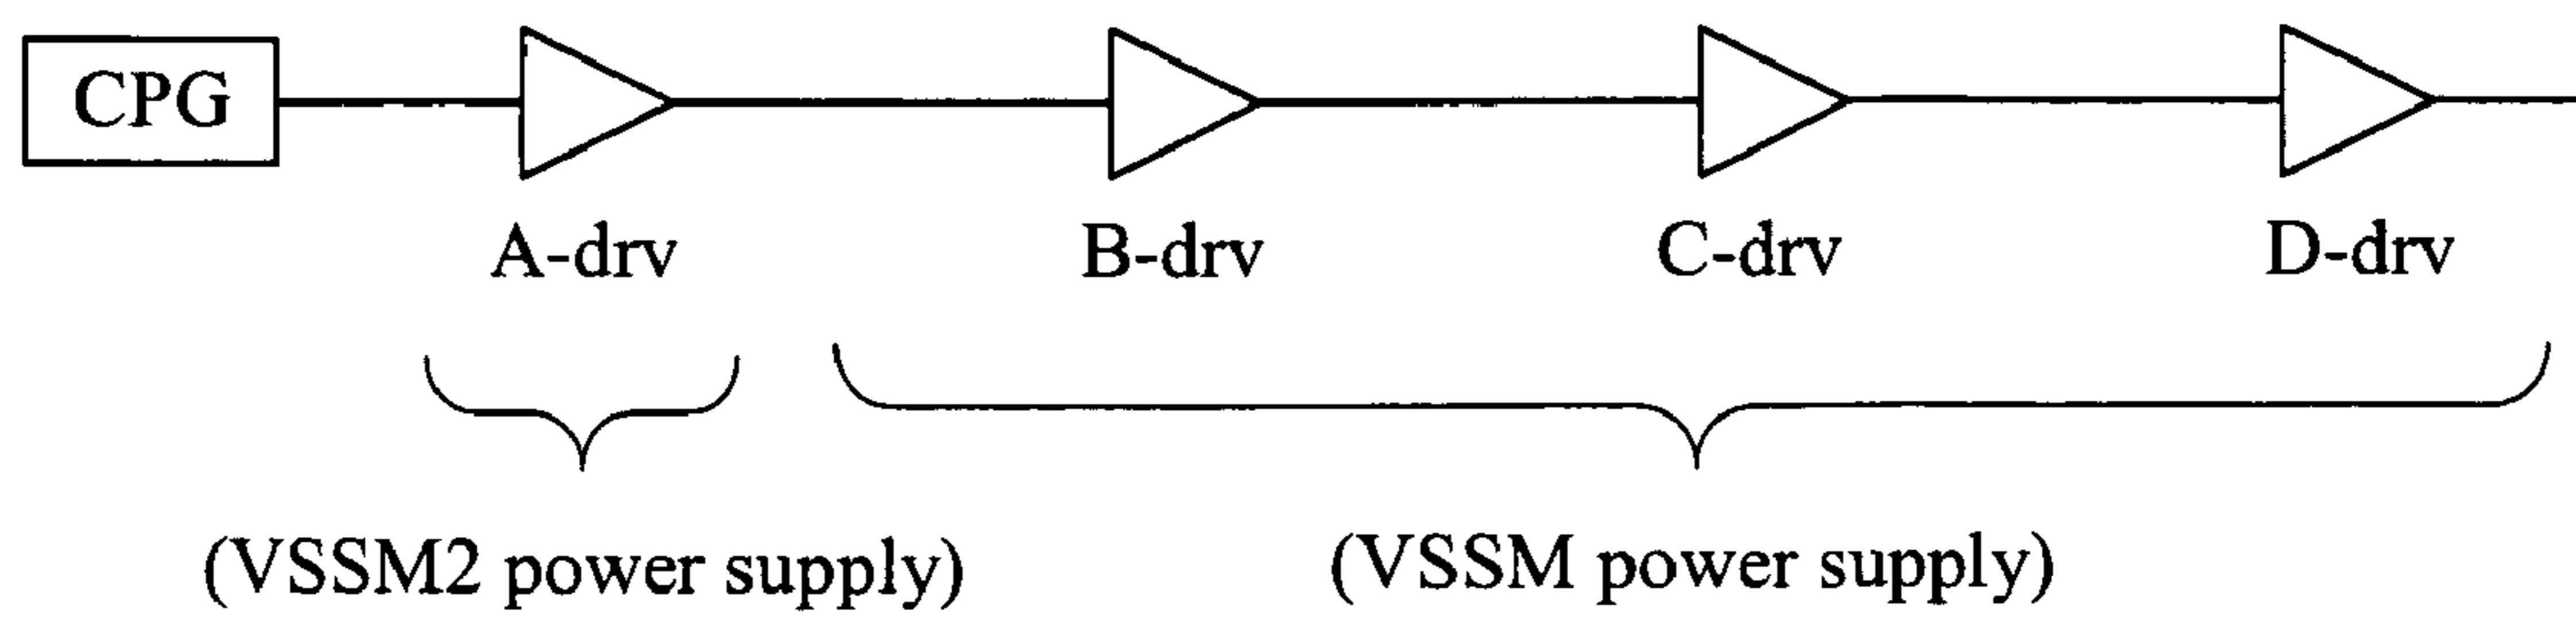 CPG
A-drv B-drv C-drv D-drv
(VSSM2 power supply) (VSSM power supply)